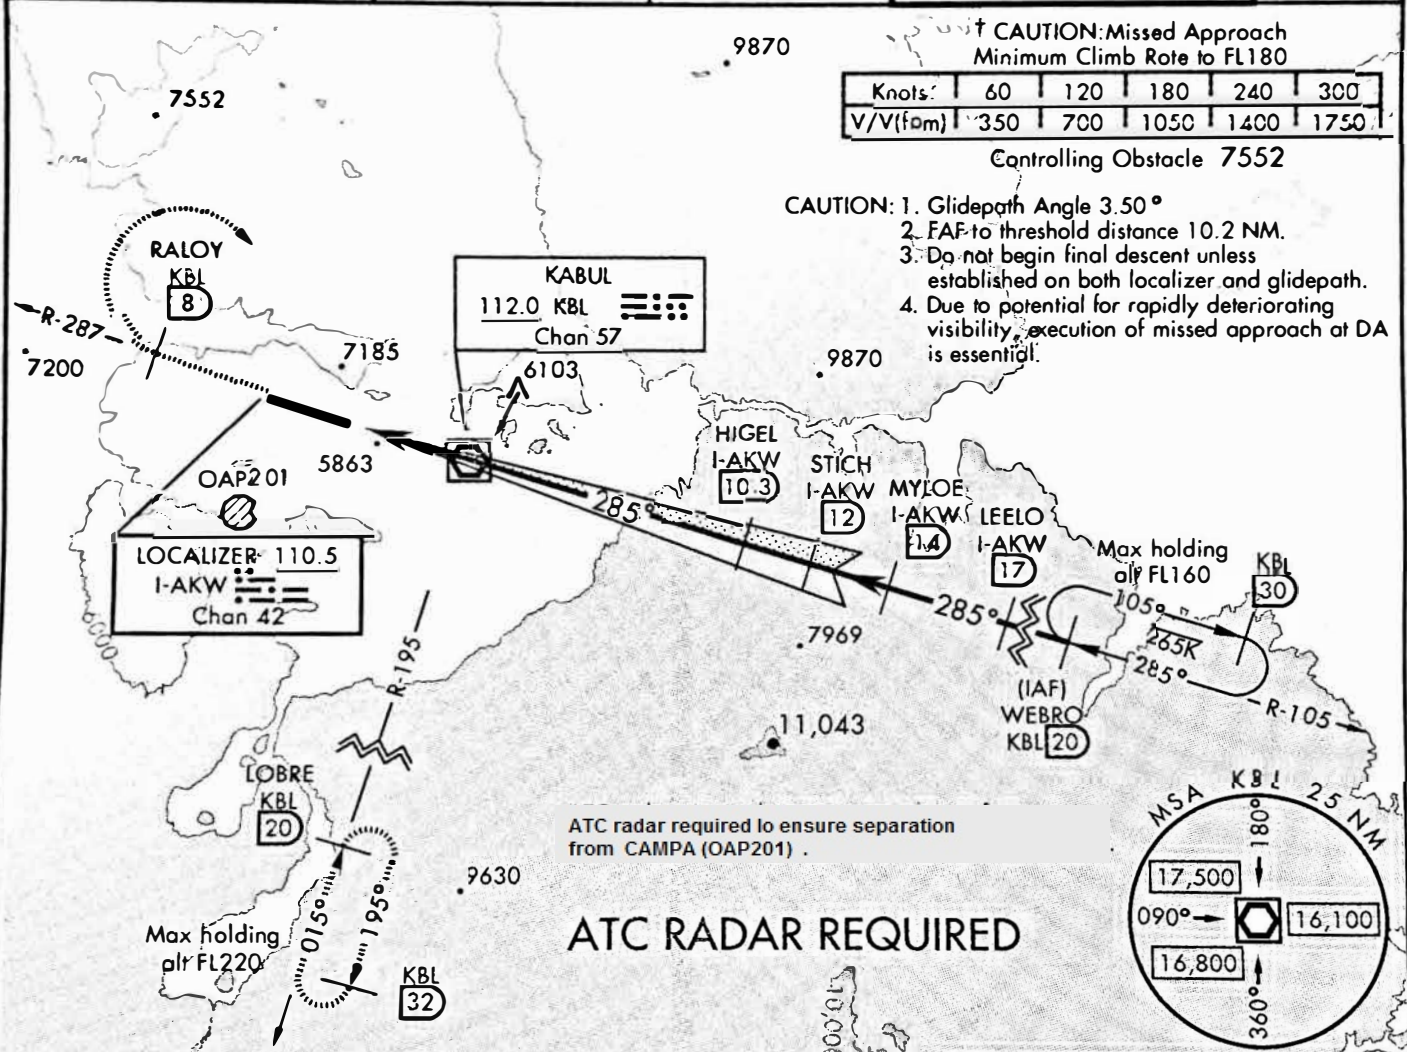 † CAUTION:Missed Approach
Minimum Climb Rote to FL180
Knots: 60 120 180 240 300
V/V(fpm) 350 700 1050 1400 1750
Controlling Obstacle 7552
CAUTION: 1. Glidepath Angle 3.50°
2. FAF to threshold distance 10.2 NM.
3. Do not begin final descent unless
established on both localizer and glidepath.
4. Due to potential for rapidly deteriorating
visibility, execution of missed approach at DA
is essential.
9870
7552
RALOY
KBL
8
R-287
7200
7185
KABUL
112.0 KBL
Chan 57
6103
9870
5863
OAP201
LOCALIZER 110.5
I-AKW
Chan 42
6000
285°
HIGEL
I-AKW
10.3
STICH
I-AKW
12
MYLOE
I-AKW
14
LEELO
I-AKW
17
Max holding
alt FL160
KBL
30
105°
265K
285°
285°
R-105
7969
(IAF)
WEBRO
KBL 20
11,043
R-195
LOBRE
KBL
20
015°
195°
Max holding
alt FL220
KBL
32
9630
ATC radar required lo ensure separation
from CAMPA (OAP201) .
ATC RADAR REQUIRED
10,000
MSA KBL 25 NM
180°
17,500
090°
16,100
16,800
360°